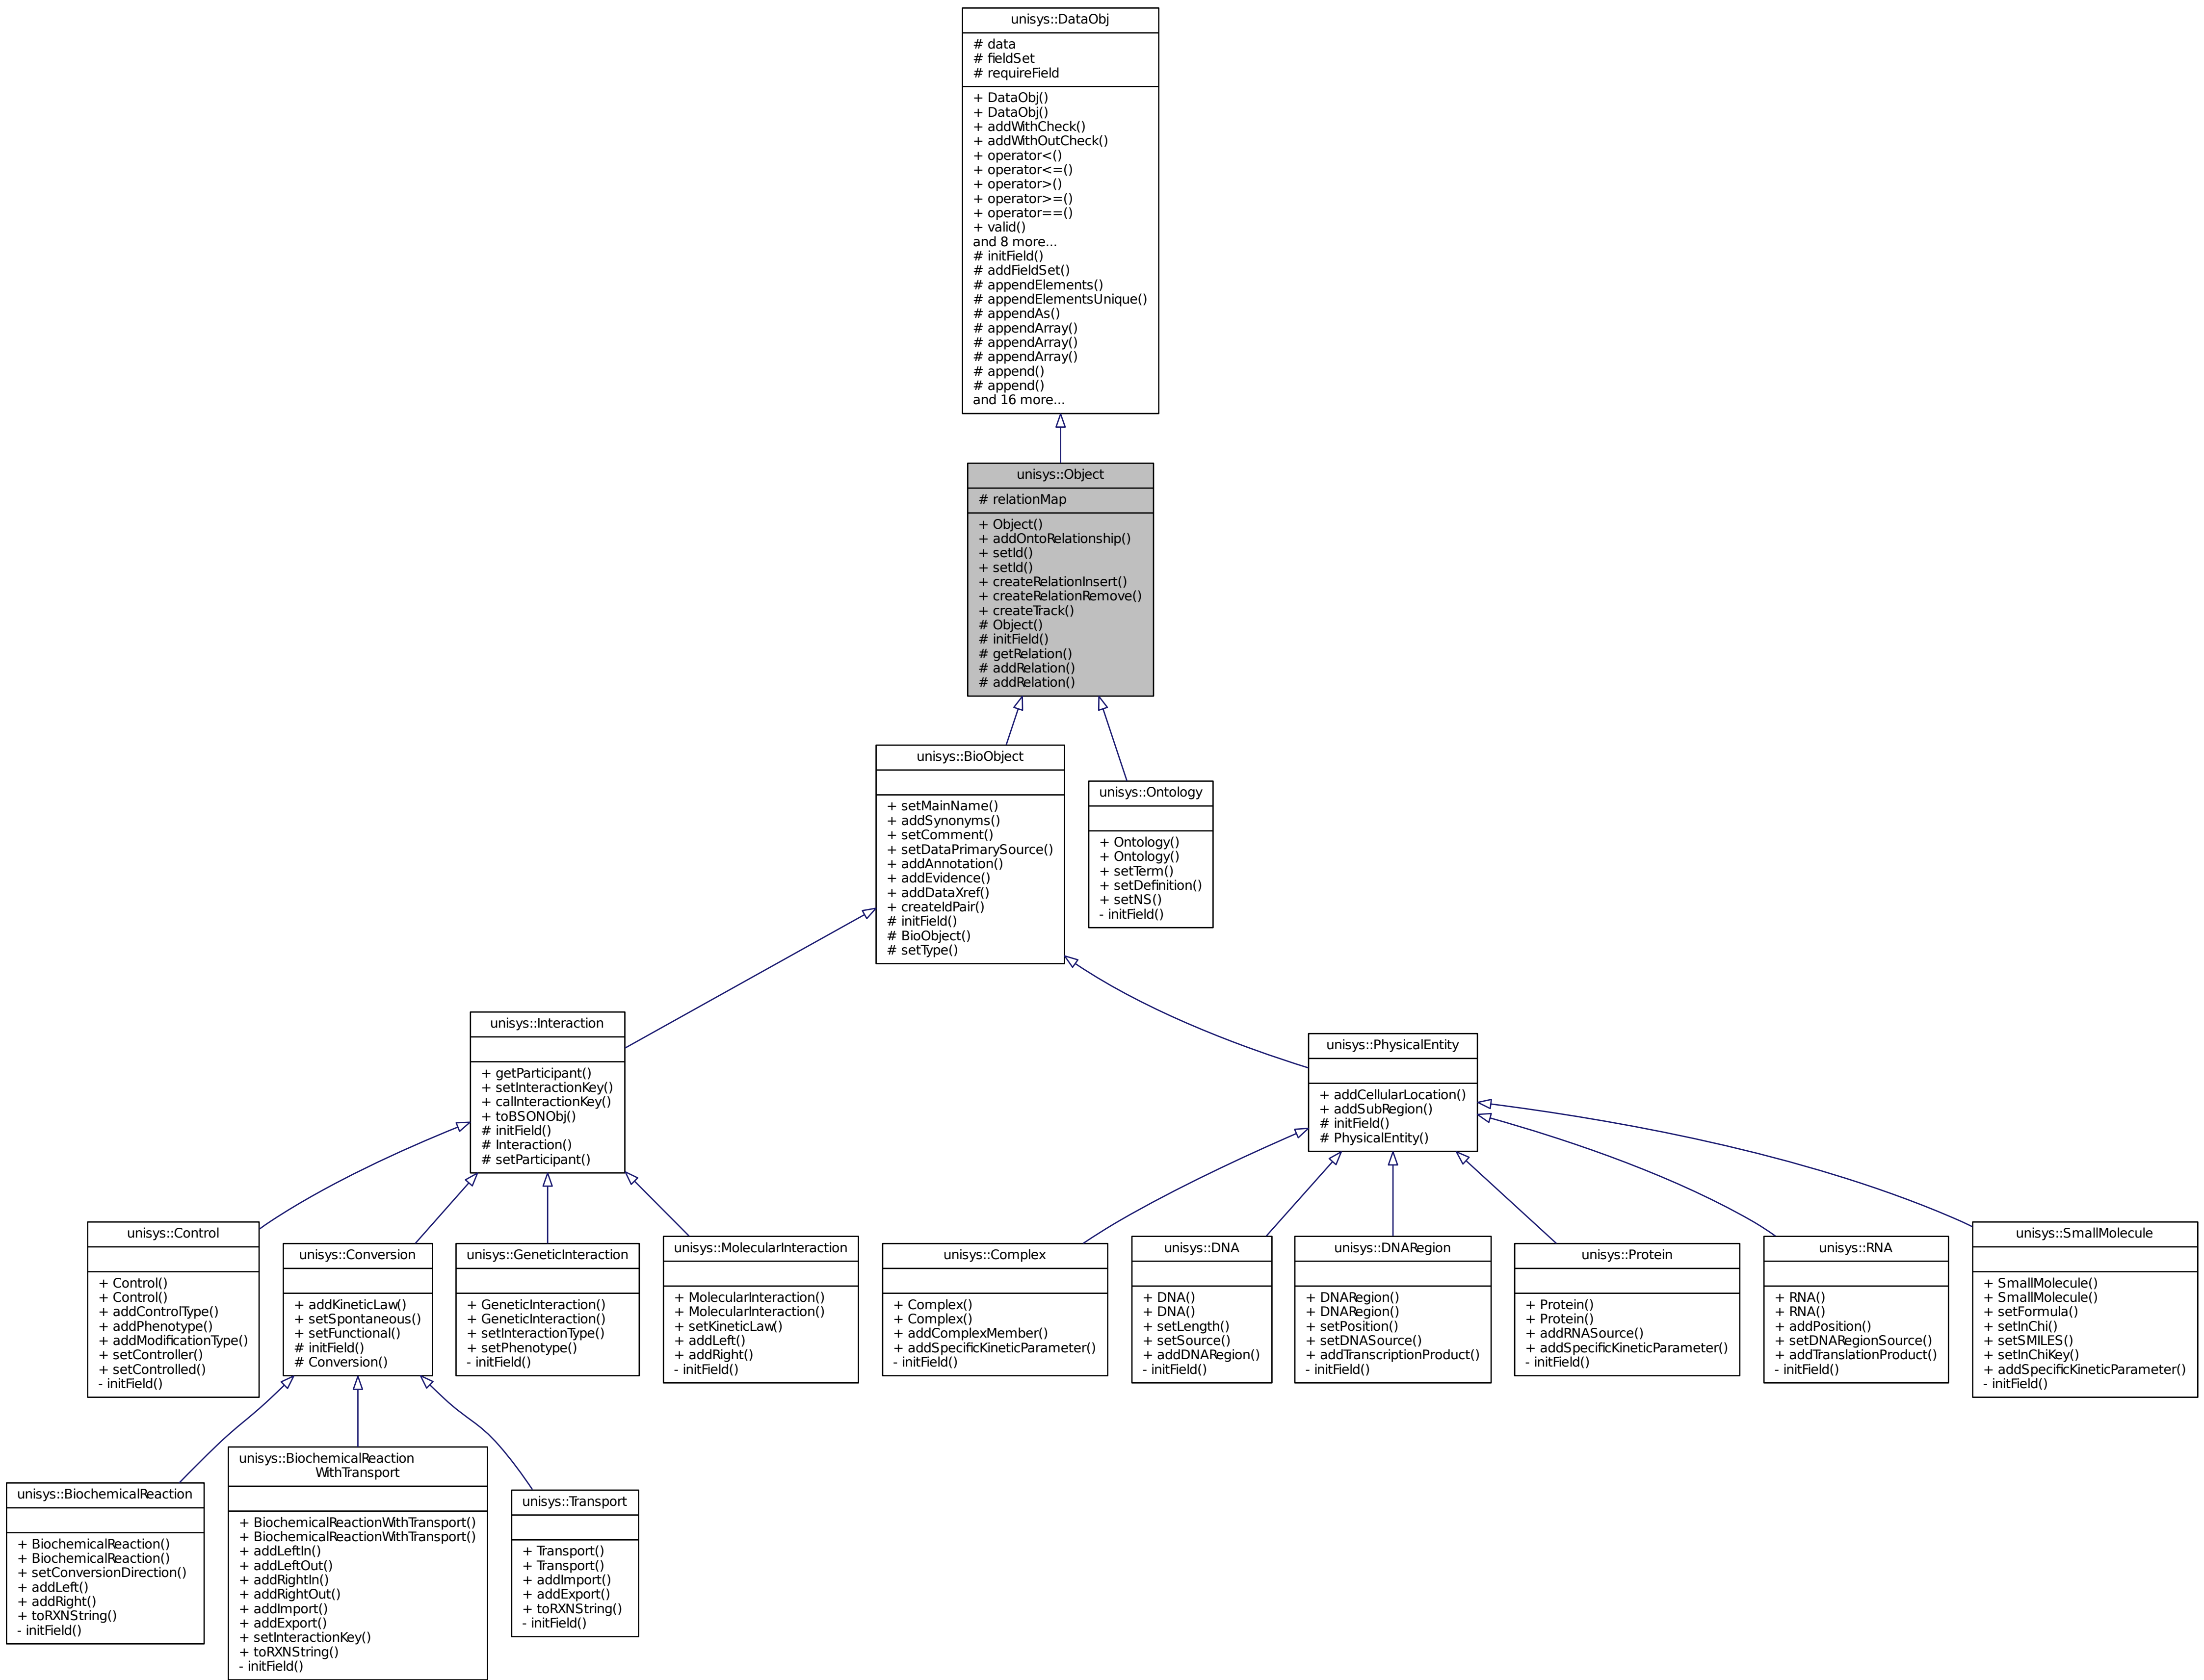 unisys::DataObj
# data
# fieldSet
# requireField
+ DataObj()
+ DataObj()
+ addWithCheck()
+ addWithOutCheck()
+ operator<()
+ operator<=()
+ operator>()
+ operator>=()
+ operator==()
+ valid()
and 8 more...
# initField()
# addFieldSet()
# appendElements()
# appendElementsUnique()
# appendAs()
# appendArray()
# appendArray()
# appendArray()
# append()
# append()
and 16 more...
unisys::Object
# relationMap
+ Object()
+ addOntoRelationship()
+ setId()
+ setId()
+ createRelationInsert()
+ createRelationRemove()
+ createTrack()
# Object()
# initField()
# getRelation()
# addRelation()
# addRelation()
unisys::BioObject
+ setMainName()
+ addSynonyms()
+ setComment()
+ setDataPrimarySource()
+ addAnnotation()
+ addEvidence()
+ addDataXref()
+ createIdPair()
# initField()
# BioObject()
# setType()
unisys::Ontology
+ Ontology()
+ Ontology()
+ setTerm()
+ setDefinition()
+ setNS()
- initField()
unisys::Interaction
+ getParticipant()
+ setInteractionKey()
+ calInteractionKey()
+ toBSONObj()
# initField()
# Interaction()
# setParticipant()
unisys::PhysicalEntity
+ addCellularLocation()
+ addSubRegion()
# initField()
# PhysicalEntity()
unisys::Control
+ Control()
+ Control()
+ addControlType()
+ addPhenotype()
+ addModificationType()
+ setController()
+ setControlled()
- initField()
unisys::Conversion
+ addKineticLaw()
+ setSpontaneous()
+ setFunctional()
# initField()
# Conversion()
unisys::GeneticInteraction
+ GeneticInteraction()
+ GeneticInteraction()
+ setInteractionType()
+ setPhenotype()
- initField()
unisys::MolecularInteraction
+ MolecularInteraction()
+ MolecularInteraction()
+ setKineticLaw()
+ addLeft()
+ addRight()
- initField()
unisys::Complex
+ Complex()
+ Complex()
+ addComplexMember()
+ addSpecificKineticParameter()
- initField()
unisys::DNA
+ DNA()
+ DNA()
+ setLength()
+ setSource()
+ addDNARegion()
- initField()
unisys::DNARegion
+ DNARegion()
+ DNARegion()
+ setPosition()
+ setDNASource()
+ addTranscriptionProduct()
- initField()
unisys::Protein
+ Protein()
+ Protein()
+ addRNASource()
+ addSpecificKineticParameter()
- initField()
unisys::RNA
+ RNA()
+ RNA()
+ addPosition()
+ setDNARegionSource()
+ addTranslationProduct()
- initField()
unisys::SmallMolecule
+ SmallMolecule()
+ SmallMolecule()
+ setFormula()
+ setInChi()
+ setSMILES()
+ setInChiKey()
+ addSpecificKineticParameter()
- initField()
unisys::BiochemicalReaction
+ BiochemicalReaction()
+ BiochemicalReaction()
+ setConversionDirection()
+ addLeft()
+ addRight()
+ toRXNString()
- initField()
unisys::BiochemicalReaction
WithTransport
+ BiochemicalReactionWithTransport()
+ BiochemicalReactionWithTransport()
+ addLeftIn()
+ addLeftOut()
+ addRightIn()
+ addRightOut()
+ addImport()
+ addExport()
+ setInteractionKey()
+ toRXNString()
- initField()
unisys::Transport
+ Transport()
+ Transport()
+ addImport()
+ addExport()
+ toRXNString()
- initField()